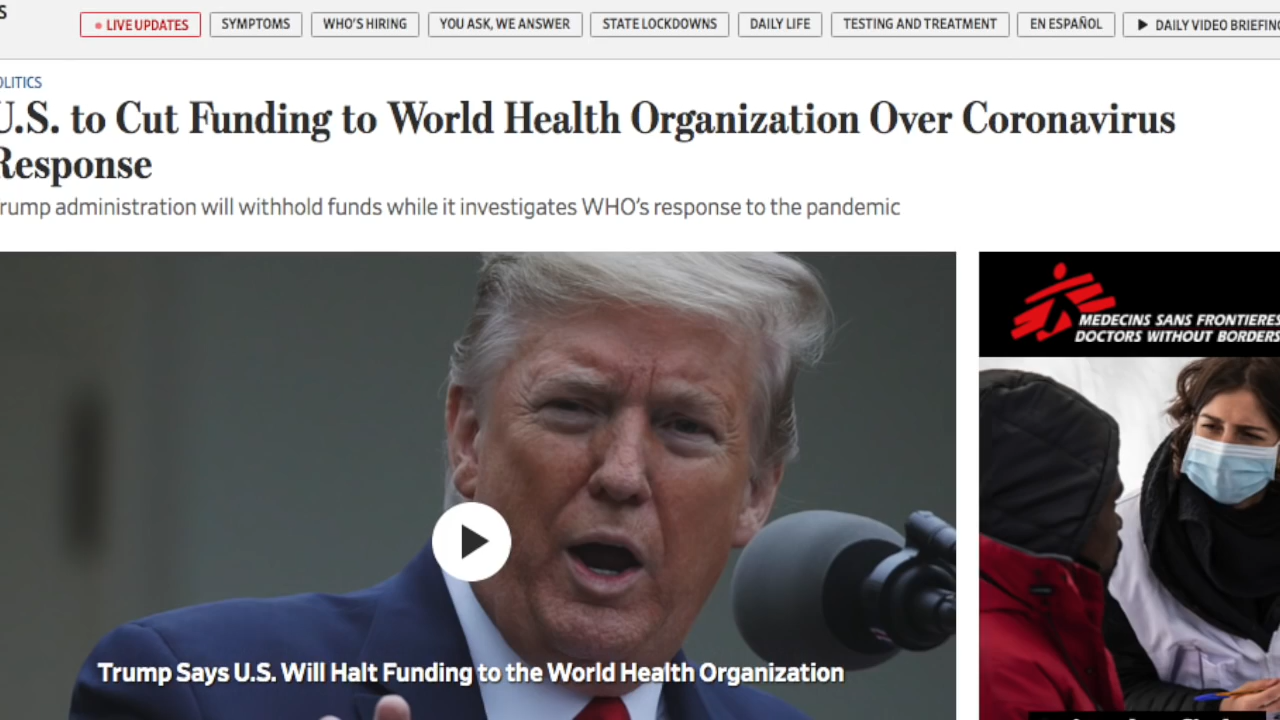 S
LIVE UPDATES
SYMPTOMS
WHO'S HIRING
YOU ASK, WE ANSWER
STATE LOCKDOWNS
DAILY LIFE
TESTING AND TREATMENT
EN ESPAÑOL
DAILY VIDEO BRIEFING
OLITICS
U.S. to Cut Funding to World Health Organization Over Coronavirus
Response
rump administration will withhold funds while it investigates WHO's response to the pandemic
MEDECINS SANS FRONTIERES
DOCTORS WITHOUT BORDERS
Trump Says U.S. Will Halt Funding to the World Health Organization